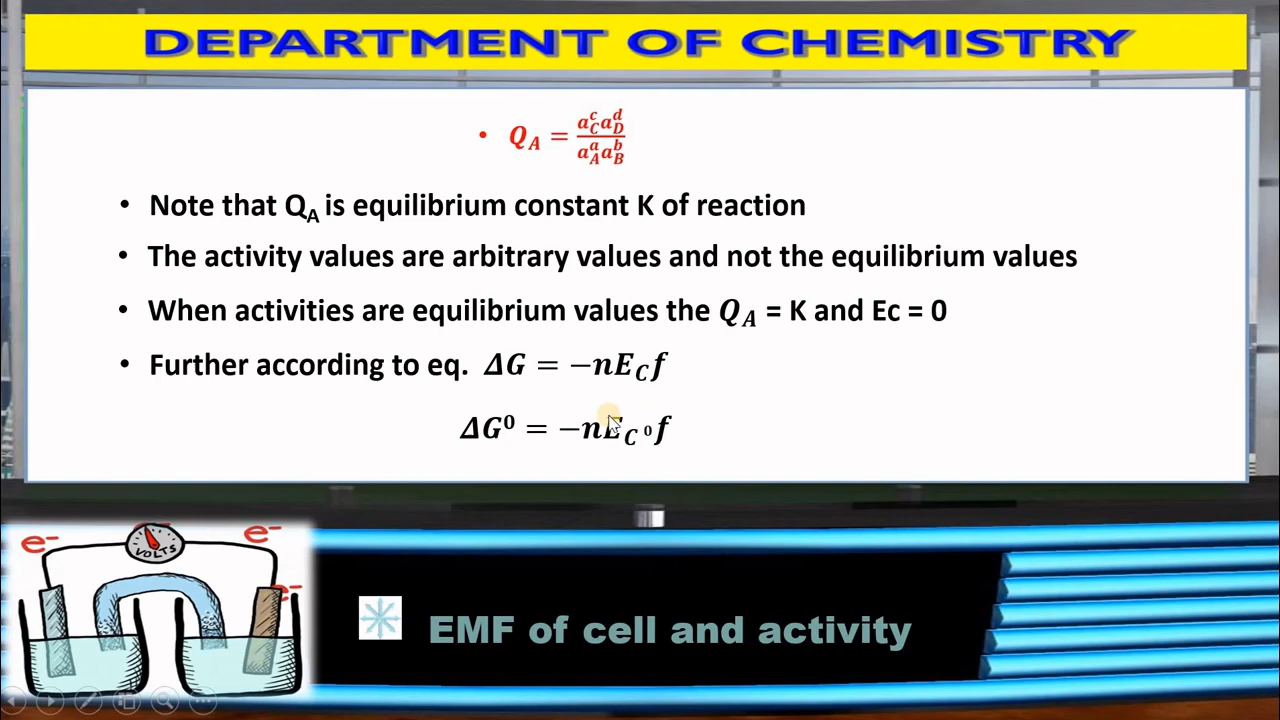 DEPARTMENT OF CHEMISTRY
• Q_A = a_C^c a_D^d / a_A^a a_B^b
• Note that Q_A is equilibrium constant K of reaction
• The activity values are arbitrary values and not the equilibrium values
• When activities are equilibrium values the Q_A = K and Ec = 0
• Further according to eq. ΔG = −nE_C f
ΔG⁰ = −nE_C⁰ f
e⁻ e⁻
VOLTS
e⁻
EMF of cell and activity